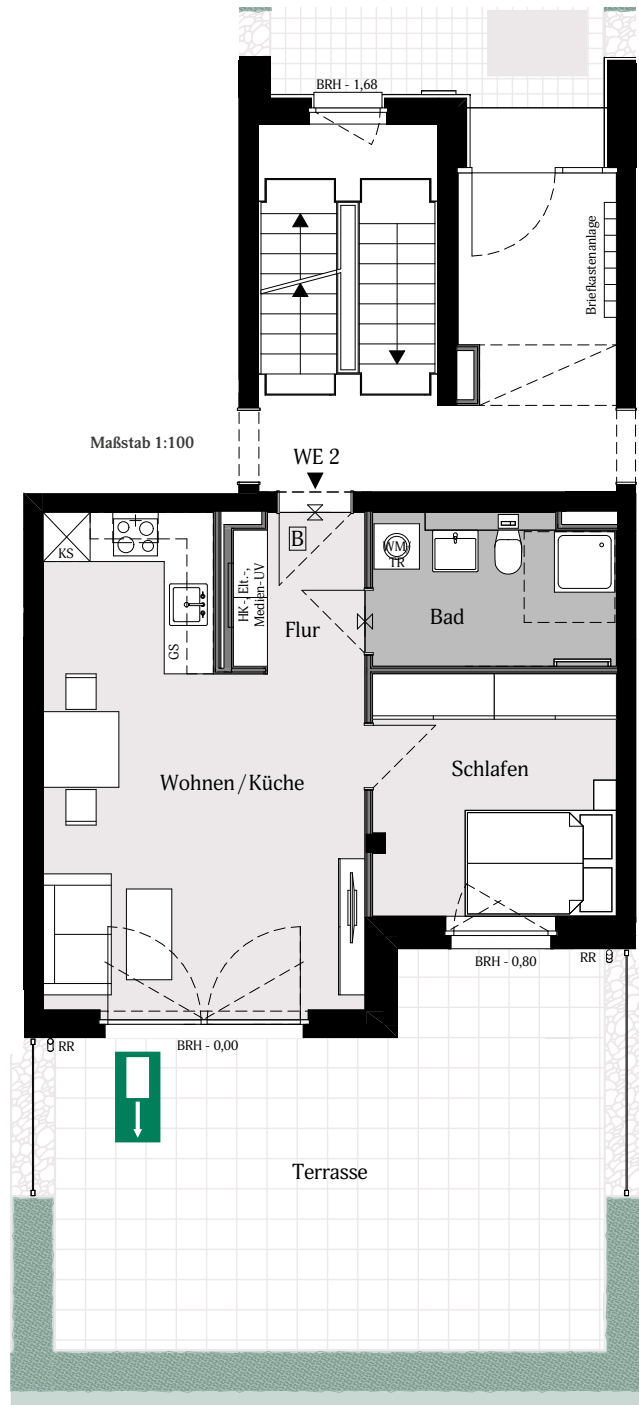 BRH - 1,68
Briefkastenanlage
Maßstab 1:100
WE 2
KS
B
WM
TR
HK-, Elt.-,
Medien-UV
Flur
Bad
GS
Wohnen/Küche
Schlafen
BRH - 0,80
RR
RR
BRH - 0,00
Terrasse